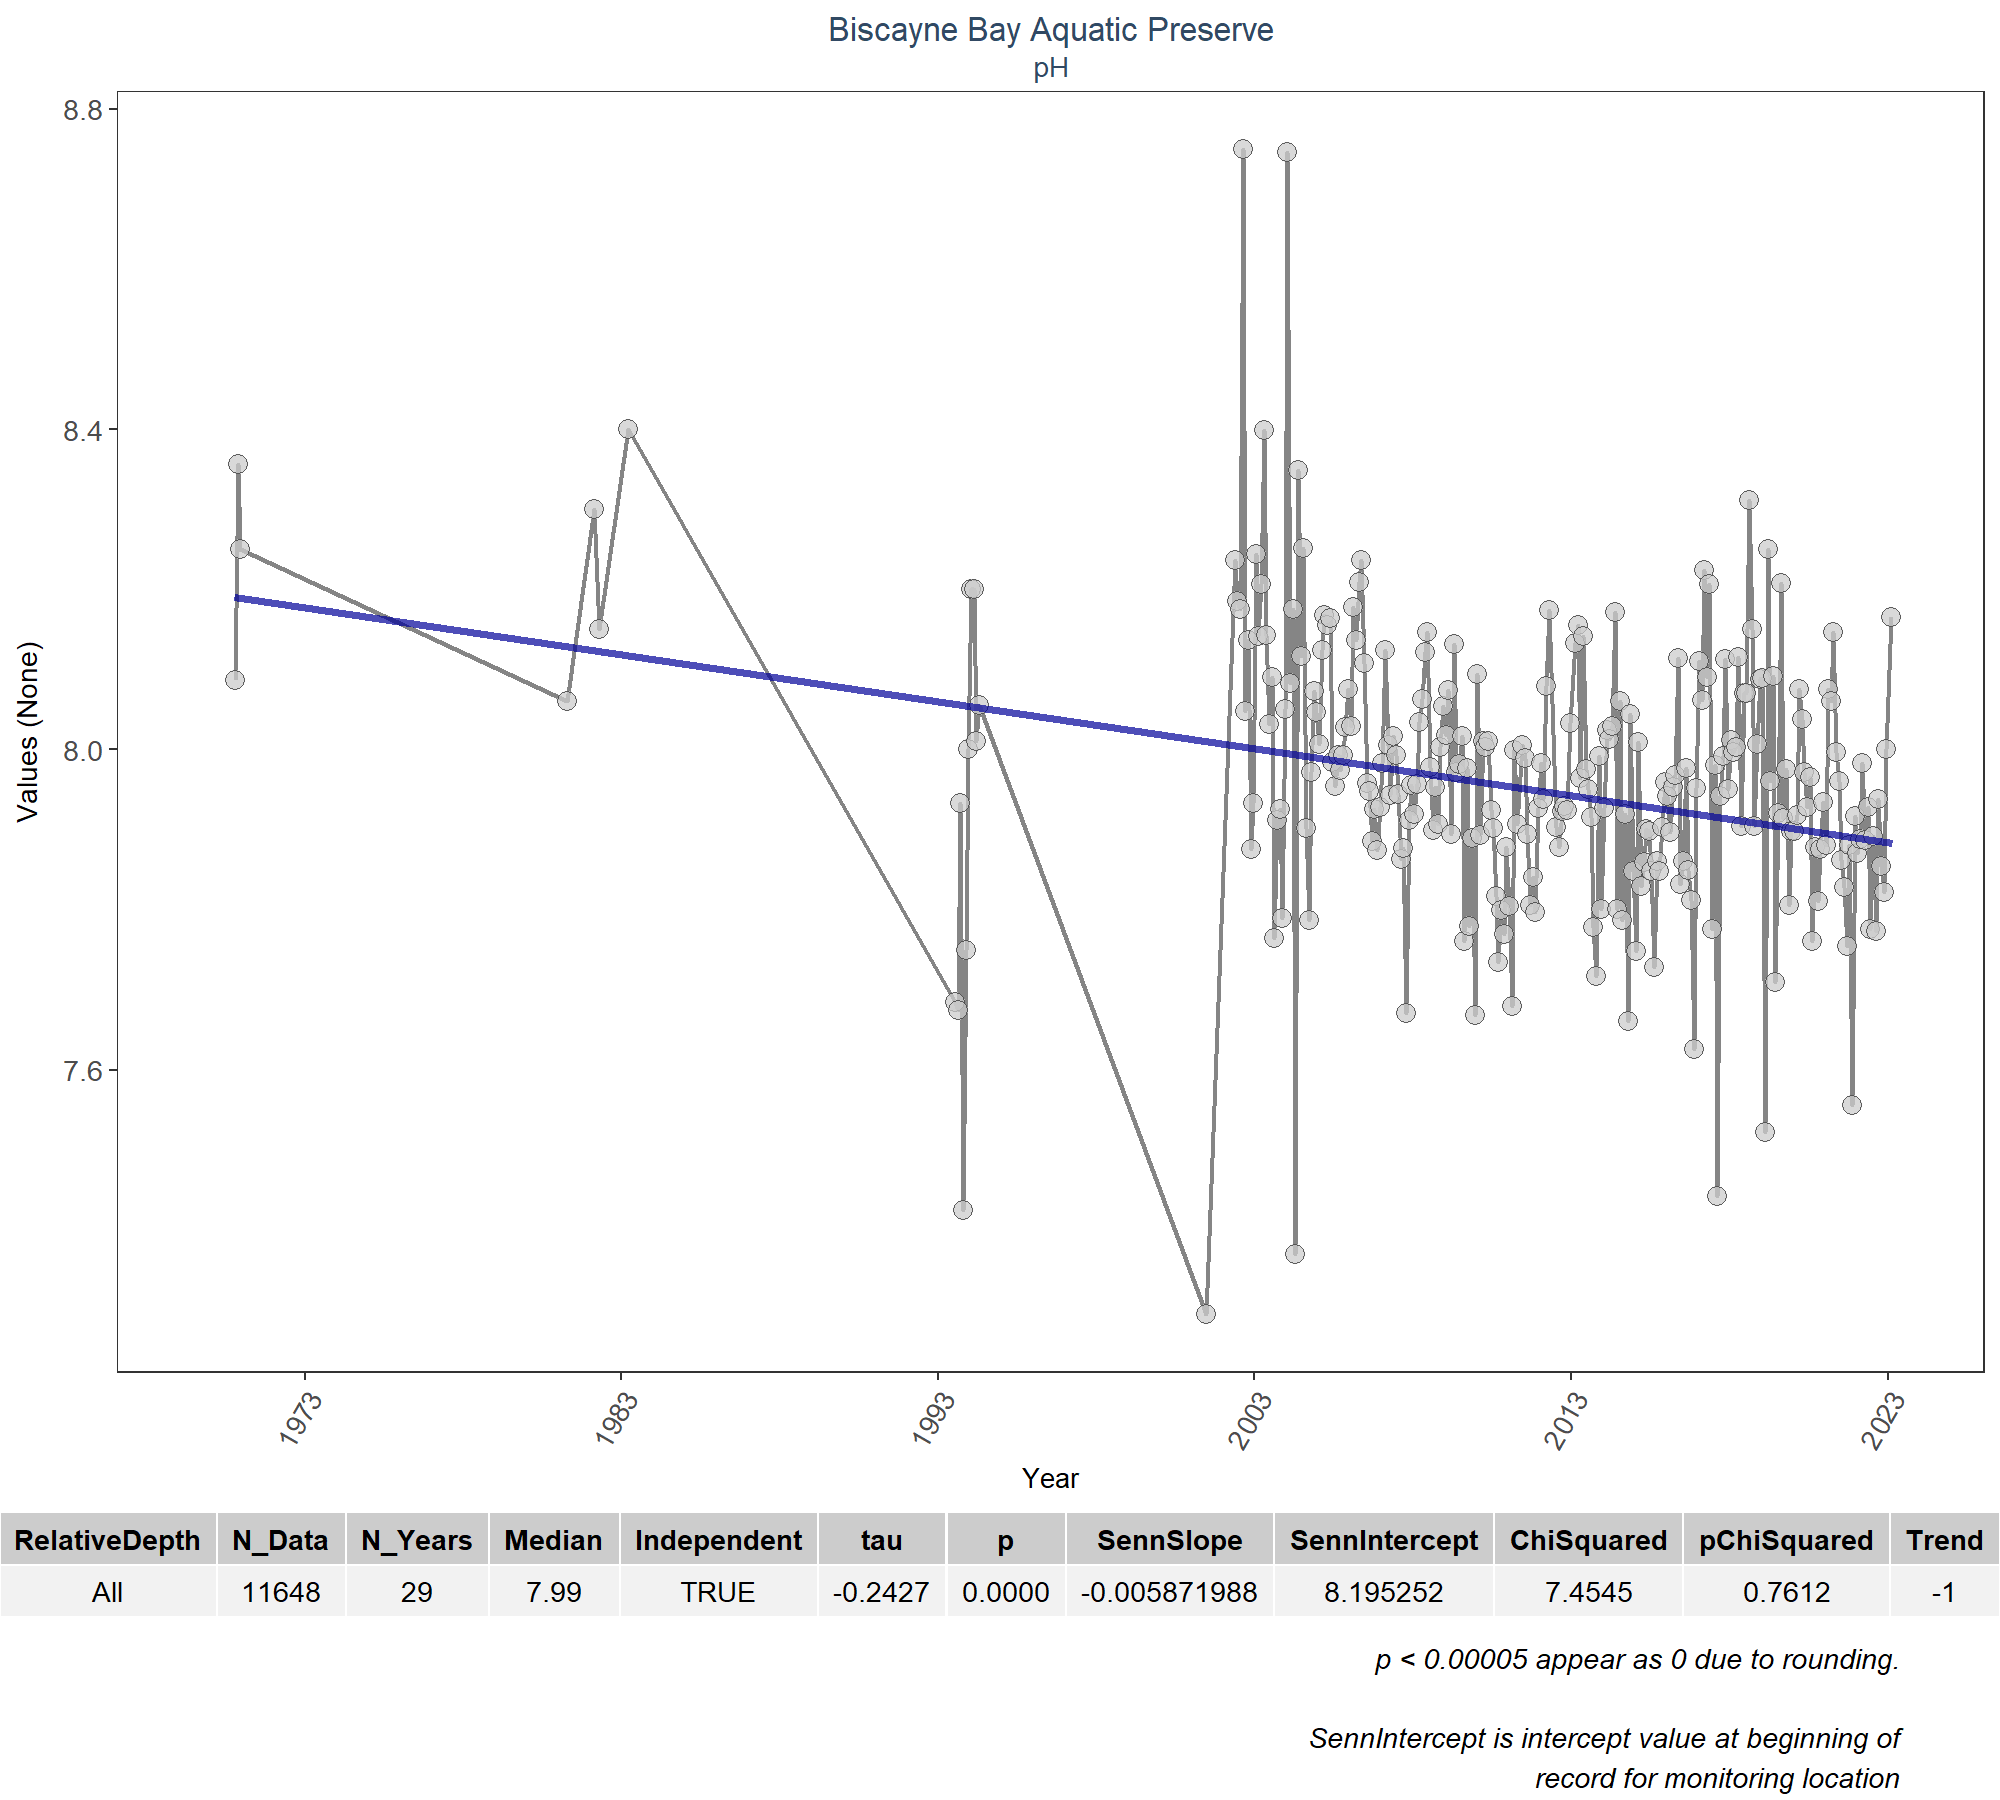 Biscayne Bay Aquatic Preserve
pH
8.8
8.4
8.0
7.6
Values (None)
1973
1983
1993
2003
2013
2023
Year
RelativeDepth N_Data N_Years Median Independent tau p SennSlope SennIntercept ChiSquared pChiSquared Trend
All 11648 29 7.99 TRUE -0.2427 0.0000 -0.005871988 8.195252 7.4545 0.7612 -1
p < 0.00005 appear as 0 due to rounding.
SennIntercept is intercept value at beginning of
record for monitoring location